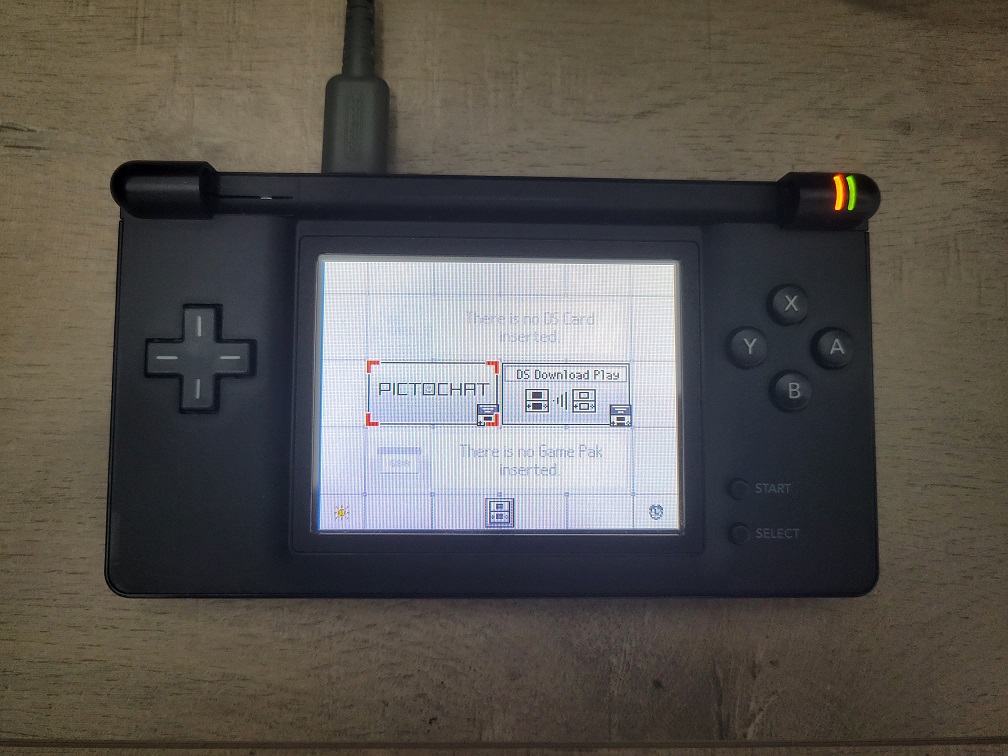 There is no DS Card
inserted.
PICTOCHAT
DS Download Play
There is no Game Pak
inserted.
X
Y
A
B
START
SELECT